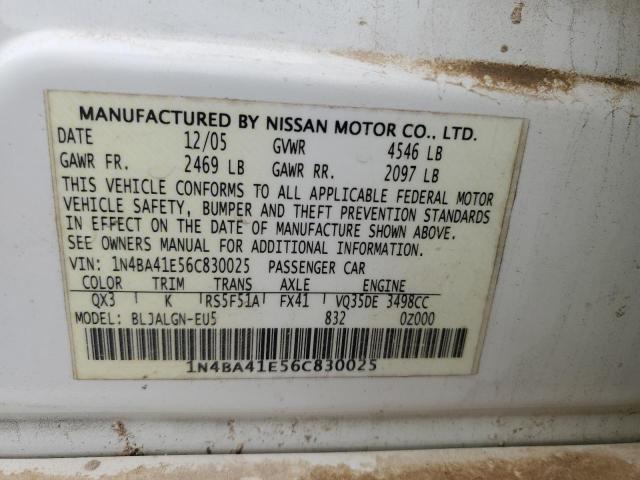 MANUFACTURED BY NISSAN MOTOR CO., LTD.
DATE 12/05 GVWR 4546 LB
GAWR FR. 2469 LB GAWR RR. 2097 LB
THIS VEHICLE CONFORMS TO ALL APPLICABLE FEDERAL MOTOR
VEHICLE SAFETY, BUMPER AND THEFT PREVENTION STANDARDS
IN EFFECT ON THE DATE OF MANUFACTURE SHOWN ABOVE.
SEE OWNERS MANUAL FOR ADDITIONAL INFORMATION.
VIN: 1N4BA41E56C830025 PASSENGER CAR
COLOR TRIM TRANS AXLE ENGINE
QX3 K RS5F51A FX41 VQ35DE 3498CC
MODEL: BLJALGN-EU5 832 0Z000
1N4BA41E56C830025